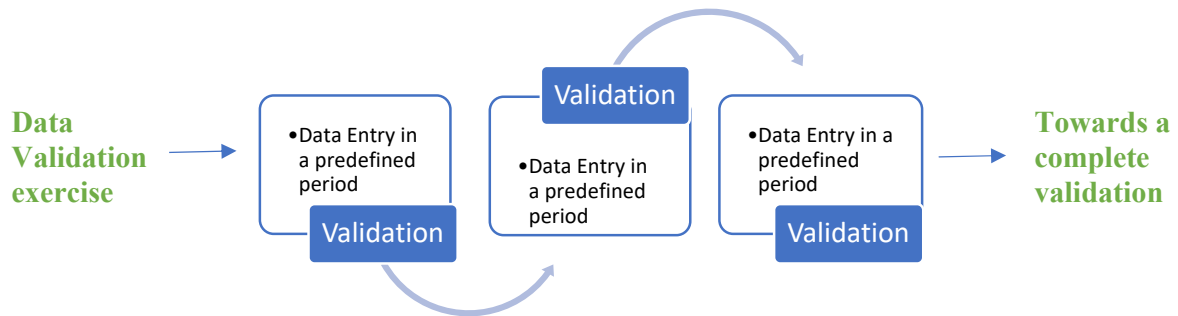 Data
Validation
exercise
•Data Entry in
a predefined
period
Validation
Validation
•Data Entry in
a predefined
period
•Data Entry in a
predefined
period
Validation
Towards a
complete
validation